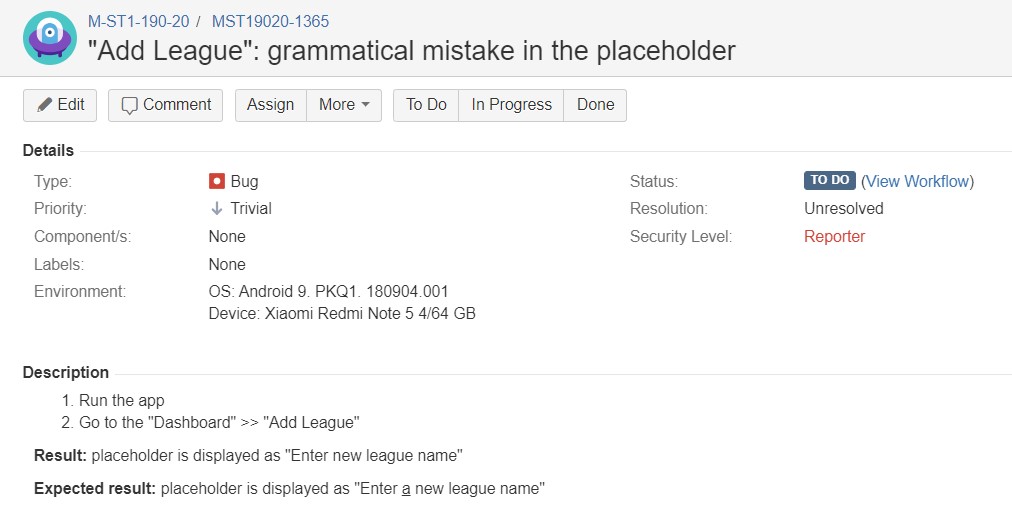 M-ST1-190-20 / MST19020-1365
"Add League": grammatical mistake in the placeholder
Edit Comment Assign More To Do In Progress Done
Details
Type: Bug Status: TO DO (View Workflow)
Priority: Trivial Resolution: Unresolved
Component/s: None Security Level: Reporter
Labels: None
Environment: OS: Android 9. PKQ1. 180904.001
Device: Xiaomi Redmi Note 5 4/64 GB
Description
1. Run the app
2. Go to the "Dashboard" >> "Add League"
Result: placeholder is displayed as "Enter new league name"
Expected result: placeholder is displayed as "Enter a new league name"